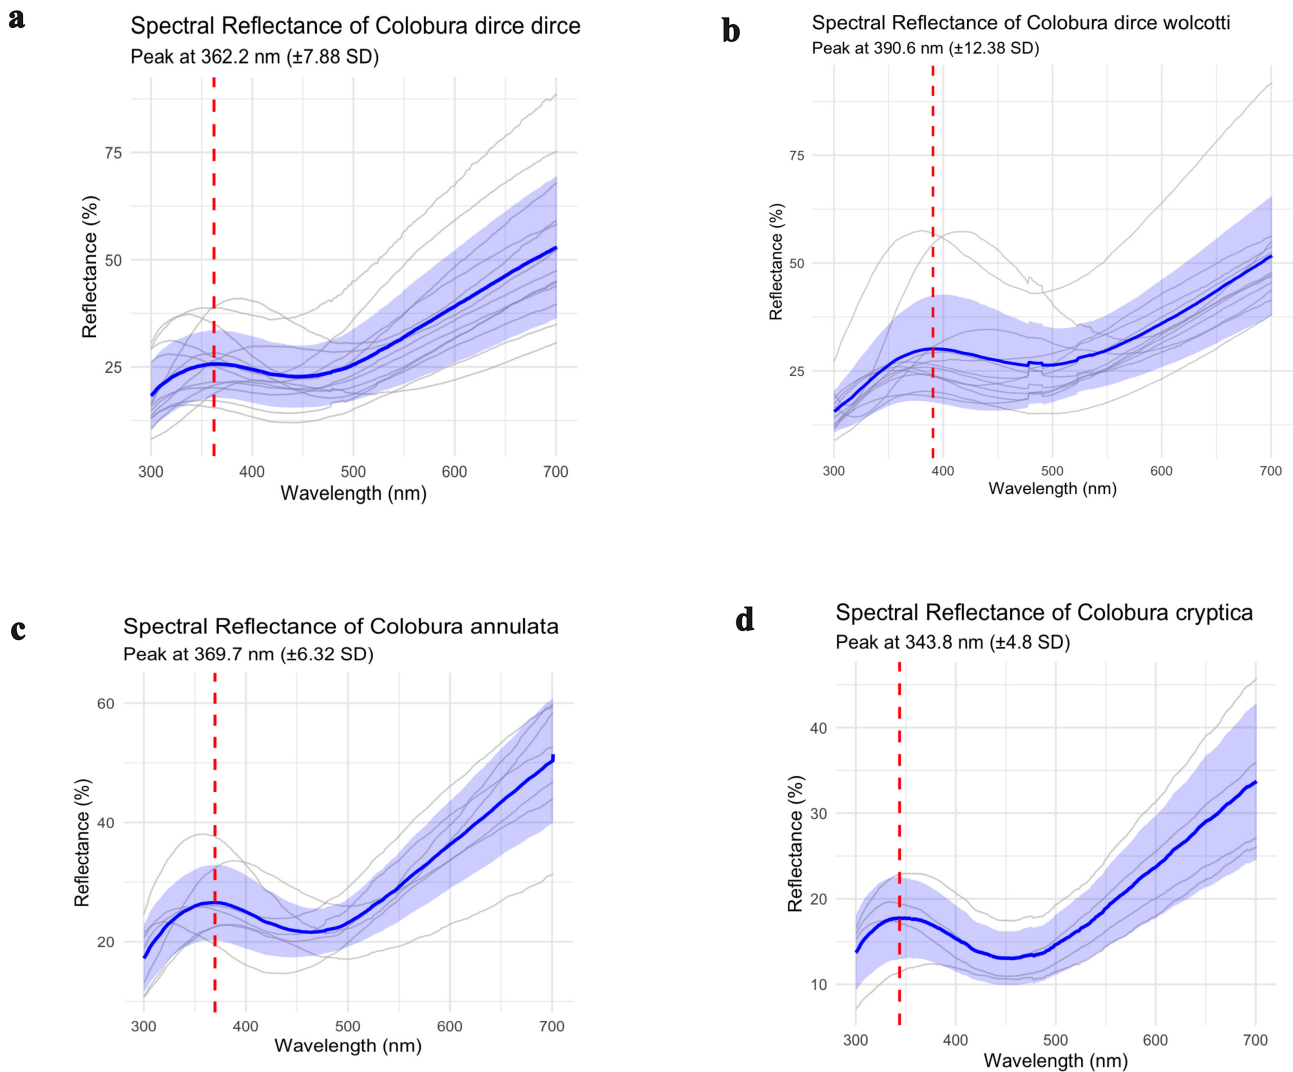 a
Spectral Reflectance of Colobura dirce dirce
Peak at 362.2 nm (±7.88 SD)
Reflectance (%)
75
50
25
300 400 500 600 700
Wavelength (nm)
b
Spectral Reflectance of Colobura dirce wolcotti
Peak at 390.6 nm (±12.38 SD)
Reflectance (%)
75
50
25
300 400 500 600 700
Wavelength (nm)
c
Spectral Reflectance of Colobura annulata
Peak at 369.7 nm (±6.32 SD)
Reflectance (%)
60
40
20
300 400 500 600 700
Wavelength (nm)
d
Spectral Reflectance of Colobura cryptica
Peak at 343.8 nm (±4.8 SD)
Reflectance (%)
40
30
20
10
300 400 500 600 700
Wavelength (nm)